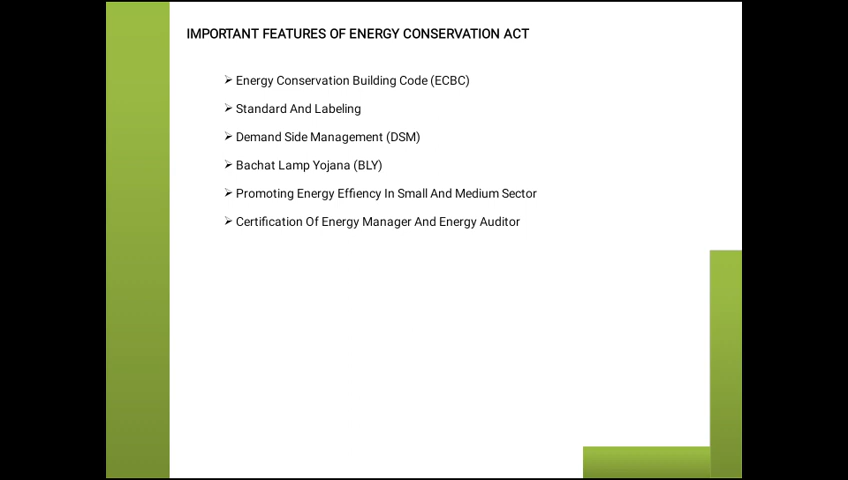 IMPORTANT FEATURES OF ENERGY CONSERVATION ACT
➢ Energy Conservation Building Code (ECBC)
➢ Standard And Labeling
➢ Demand Side Management (DSM)
➢ Bachat Lamp Yojana (BLY)
➢ Promoting Energy Effiency In Small And Medium Sector
➢ Certification Of Energy Manager And Energy Auditor